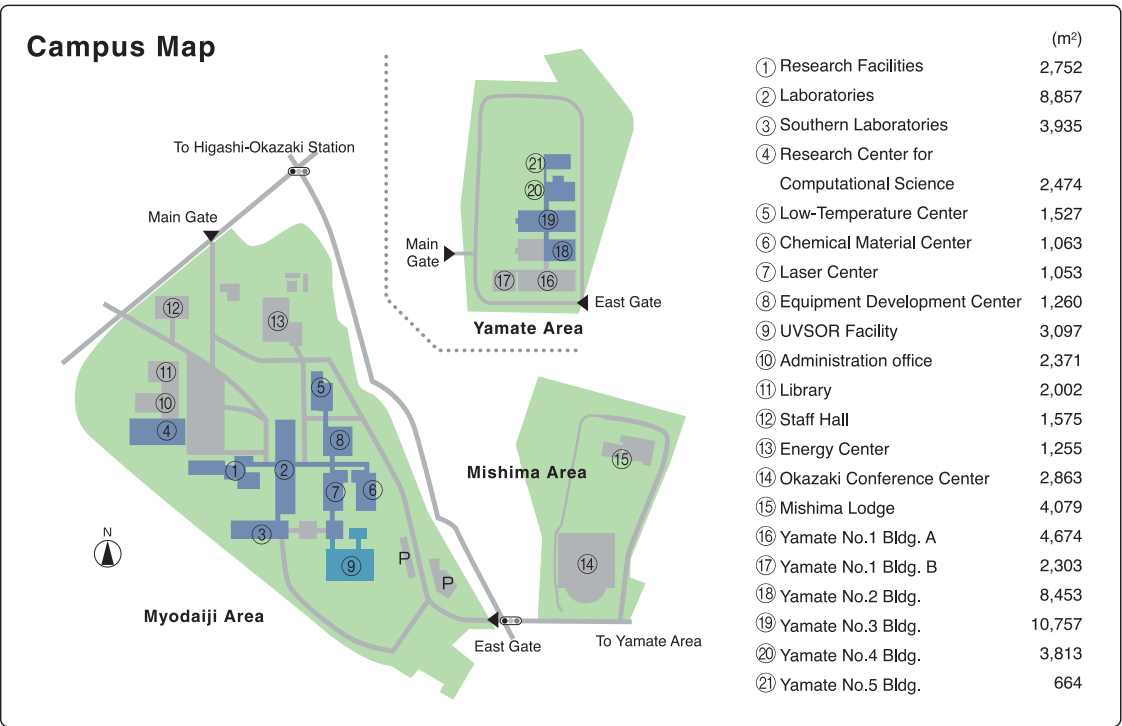 Campus Map
(m²)
① Research Facilities 2,752
② Laboratories 8,857
③ Southern Laboratories 3,935
④ Research Center for
Computational Science 2,474
⑤ Low-Temperature Center 1,527
⑥ Chemical Material Center 1,063
⑦ Laser Center 1,053
⑧ Equipment Development Center 1,260
⑨ UVSOR Facility 3,097
⑩ Administration office 2,371
⑪ Library 2,002
⑫ Staff Hall 1,575
⑬ Energy Center 1,255
⑭ Okazaki Conference Center 2,863
⑮ Mishima Lodge 4,079
⑯ Yamate No.1 Bldg. A 4,674
⑰ Yamate No.1 Bldg. B 2,303
⑱ Yamate No.2 Bldg. 8,453
⑲ Yamate No.3 Bldg. 10,757
⑳ Yamate No.4 Bldg. 3,813
㉑ Yamate No.5 Bldg. 664
To Higashi-Okazaki Station
Main Gate
㉑
⑳
⑲
⑱
Main
Gate
⑰
⑯
East Gate
Yamate Area
⑫
⑬
⑪
⑤
⑩
④
⑧
①
②
⑦
⑥
③
⑨
P
P
N
Myodaiji Area
East Gate
Mishima Area
⑮
⑭
To Yamate Area